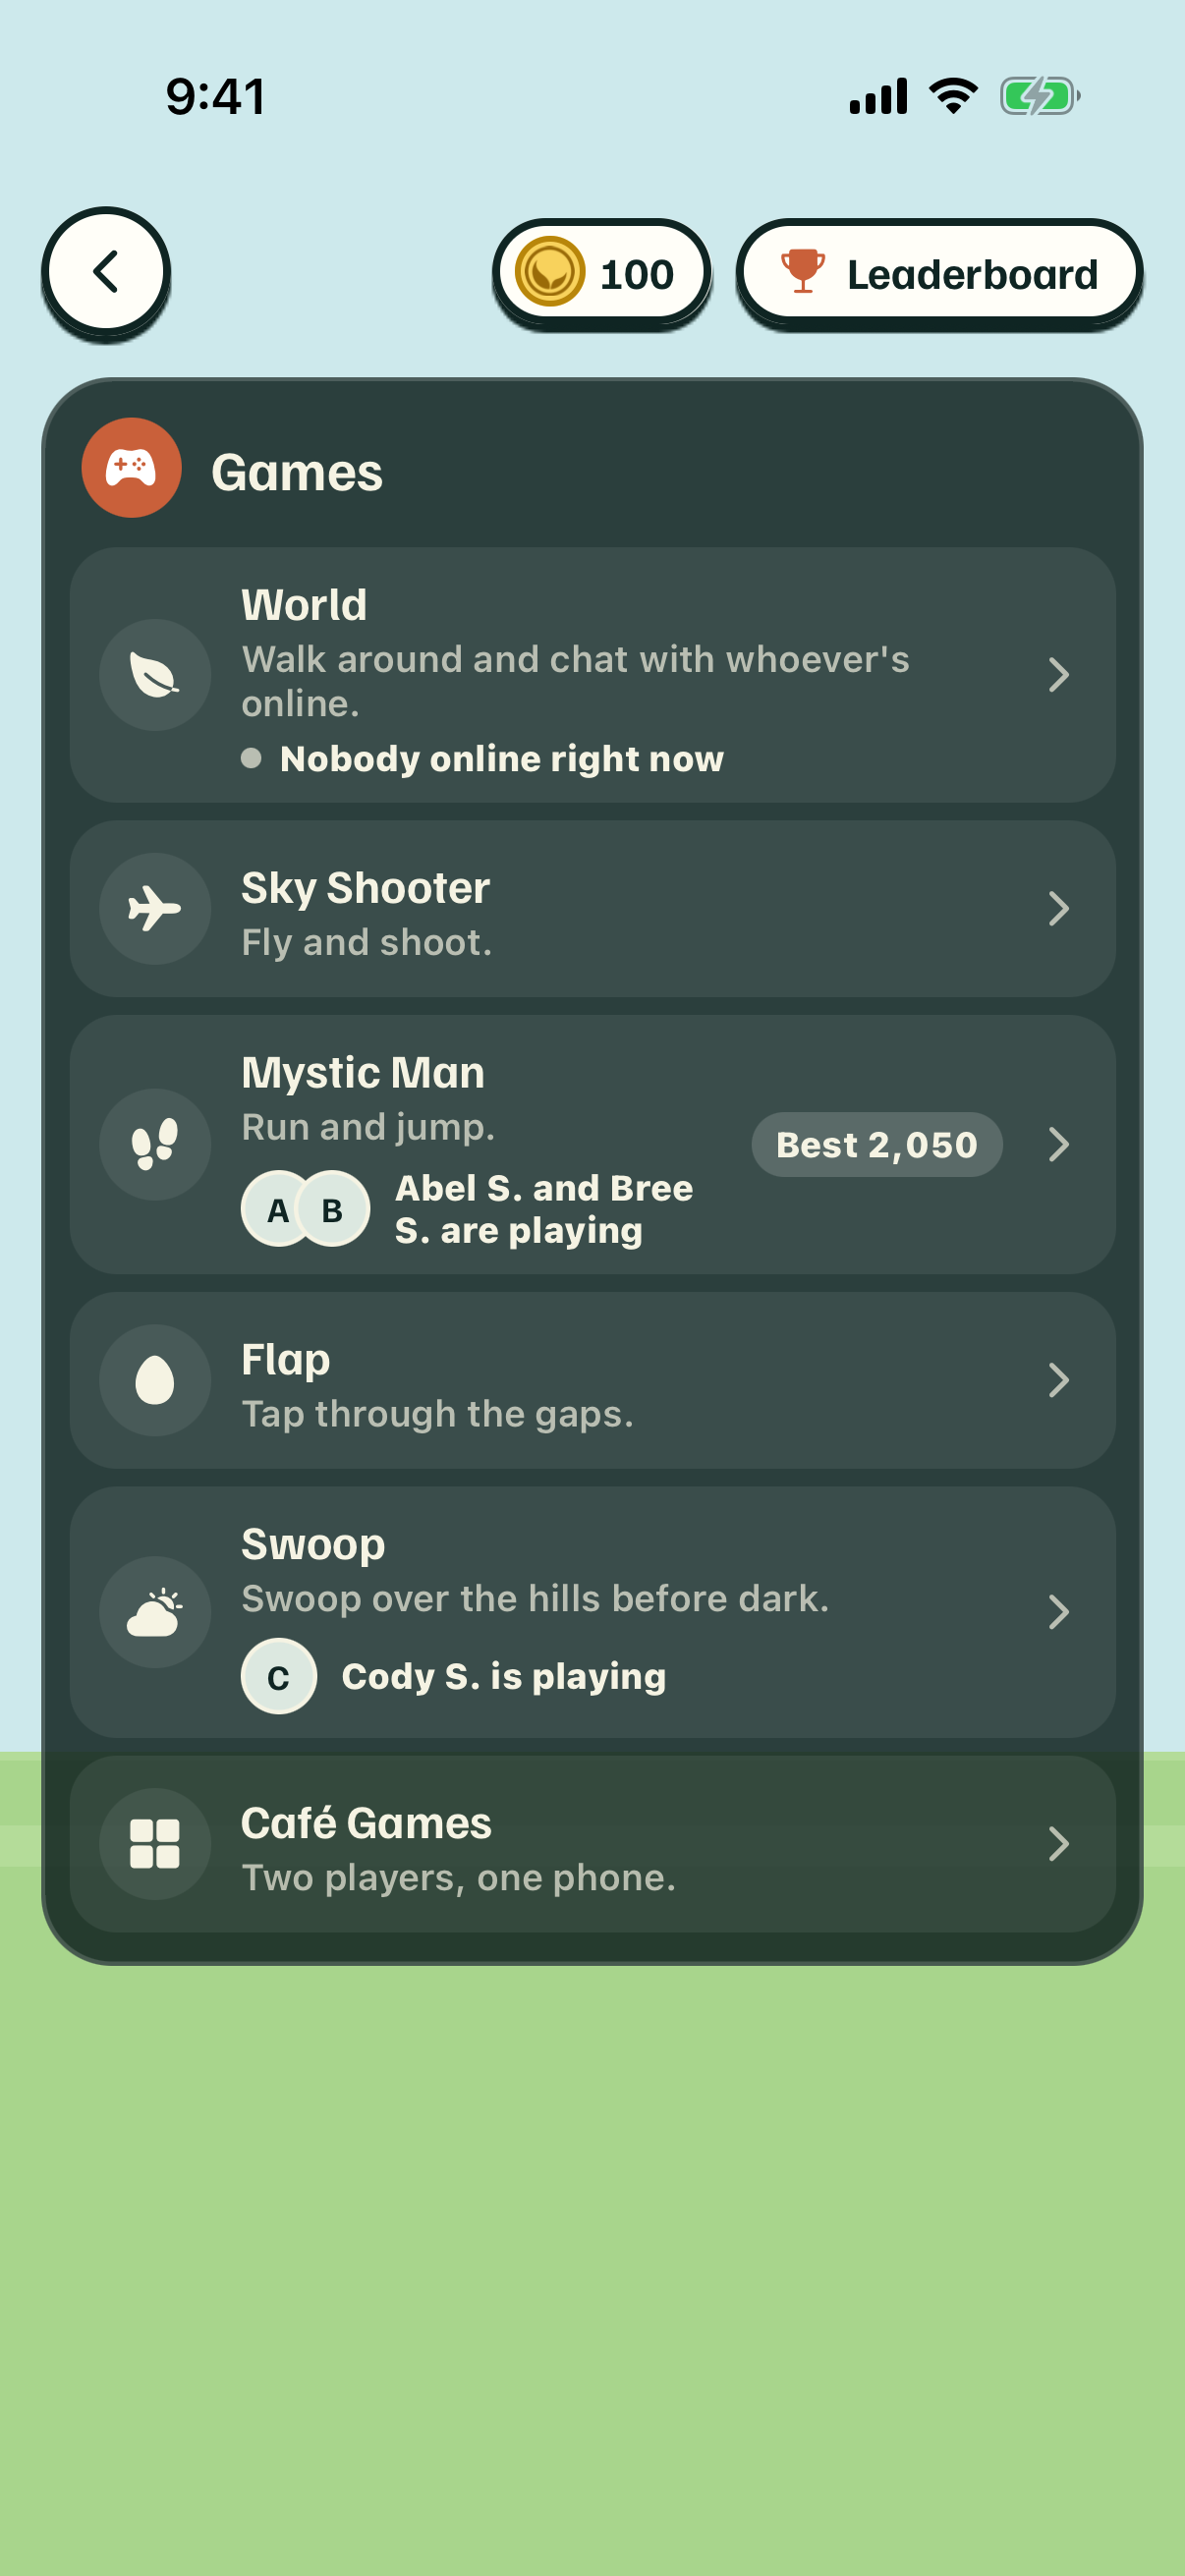 9:41
100
Leaderboard
Games
World
Walk around and chat with whoever's
online.
Nobody online right now
Sky Shooter
Fly and shoot.
Mystic Man
Run and jump.
Best 2,050
A B
Abel S. and Bree
S. are playing
Flap
Tap through the gaps.
Swoop
Swoop over the hills before dark.
C
Cody S. is playing
Café Games
Two players, one phone.